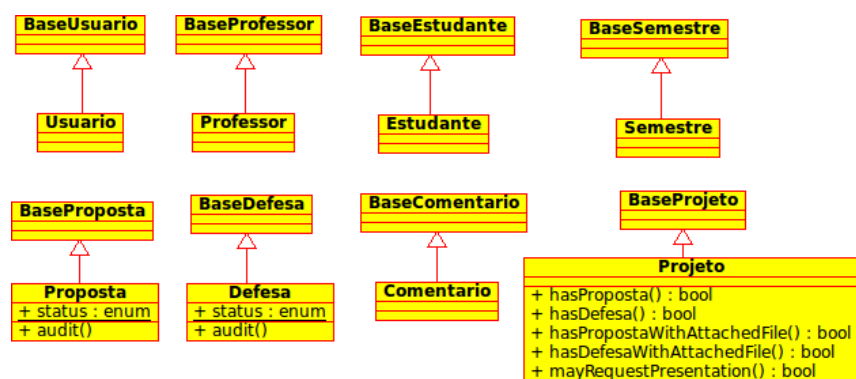 BaseUsuario
BaseProfessor
BaseEstudante
BaseSemestre
Usuario
Professor
Estudante
Semestre
BaseProposta
BaseDefesa
BaseComentario
BaseProjeto
Proposta
+ status : enum
+ audit()
Defesa
+ status : enum
+ audit()
Comentario
Projeto
+ hasProposta() : bool
+ hasDefesa() : bool
+ hasPropostaWithAttachedFile() : bool
+ hasDefesaWithAttachedFile() : bool
+ mayRequestPresentation() : bool